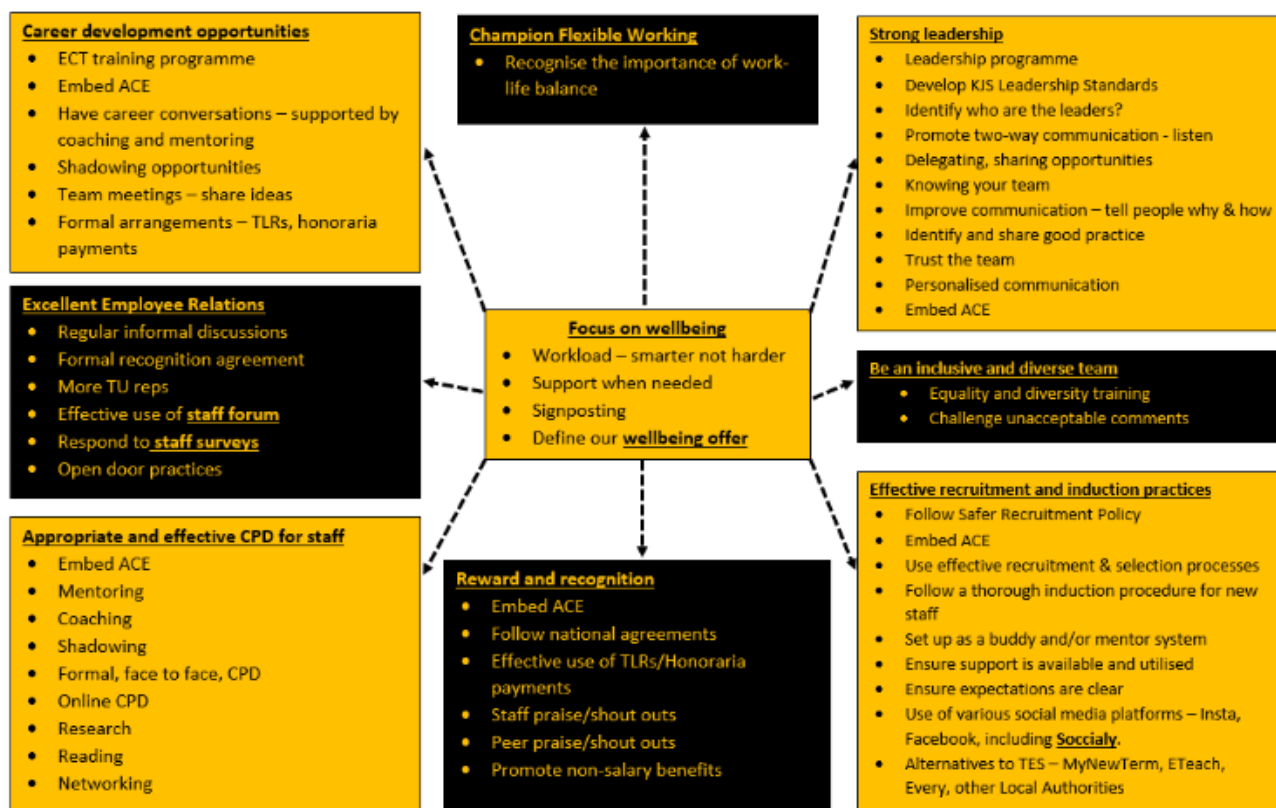 Career development opportunities
• ECT training programme
• Embed ACE
• Have career conversations – supported by
coaching and mentoring
• Shadowing opportunities
• Team meetings – share ideas
• Formal arrangements – TLRs, honoraria
payments
Champion Flexible Working
• Recognise the importance of work-
life balance
Strong leadership
• Leadership programme
• Develop KJS Leadership Standards
• Identify who are the leaders?
• Promote two-way communication - listen
• Delegating, sharing opportunities
• Knowing your team
• Improve communication – tell people why & how
• Identify and share good practice
• Trust the team
• Personalised communication
• Embed ACE
Excellent Employee Relations
• Regular informal discussions
• Formal recognition agreement
• More TU reps
• Effective use of staff forum
• Respond to staff surveys
• Open door practices
Focus on wellbeing
• Workload – smarter not harder
• Support when needed
• Signposting
• Define our wellbeing offer
Be an inclusive and diverse team
• Equality and diversity training
• Challenge unacceptable comments
Appropriate and effective CPD for staff
• Embed ACE
• Mentoring
• Coaching
• Shadowing
• Formal, face to face, CPD
• Online CPD
• Research
• Reading
• Networking
Reward and recognition
• Embed ACE
• Follow national agreements
• Effective use of TLRs/Honoraria
payments
• Staff praise/shout outs
• Peer praise/shout outs
• Promote non-salary benefits
Effective recruitment and induction practices
• Follow Safer Recruitment Policy
• Embed ACE
• Use effective recruitment & selection processes
• Follow a thorough induction procedure for new
staff
• Set up as a buddy and/or mentor system
• Ensure support is available and utilised
• Ensure expectations are clear
• Use of various social media platforms – Insta,
Facebook, including Soccialy.
• Alternatives to TES – MyNewTerm, ETeach,
Every, other Local Authorities